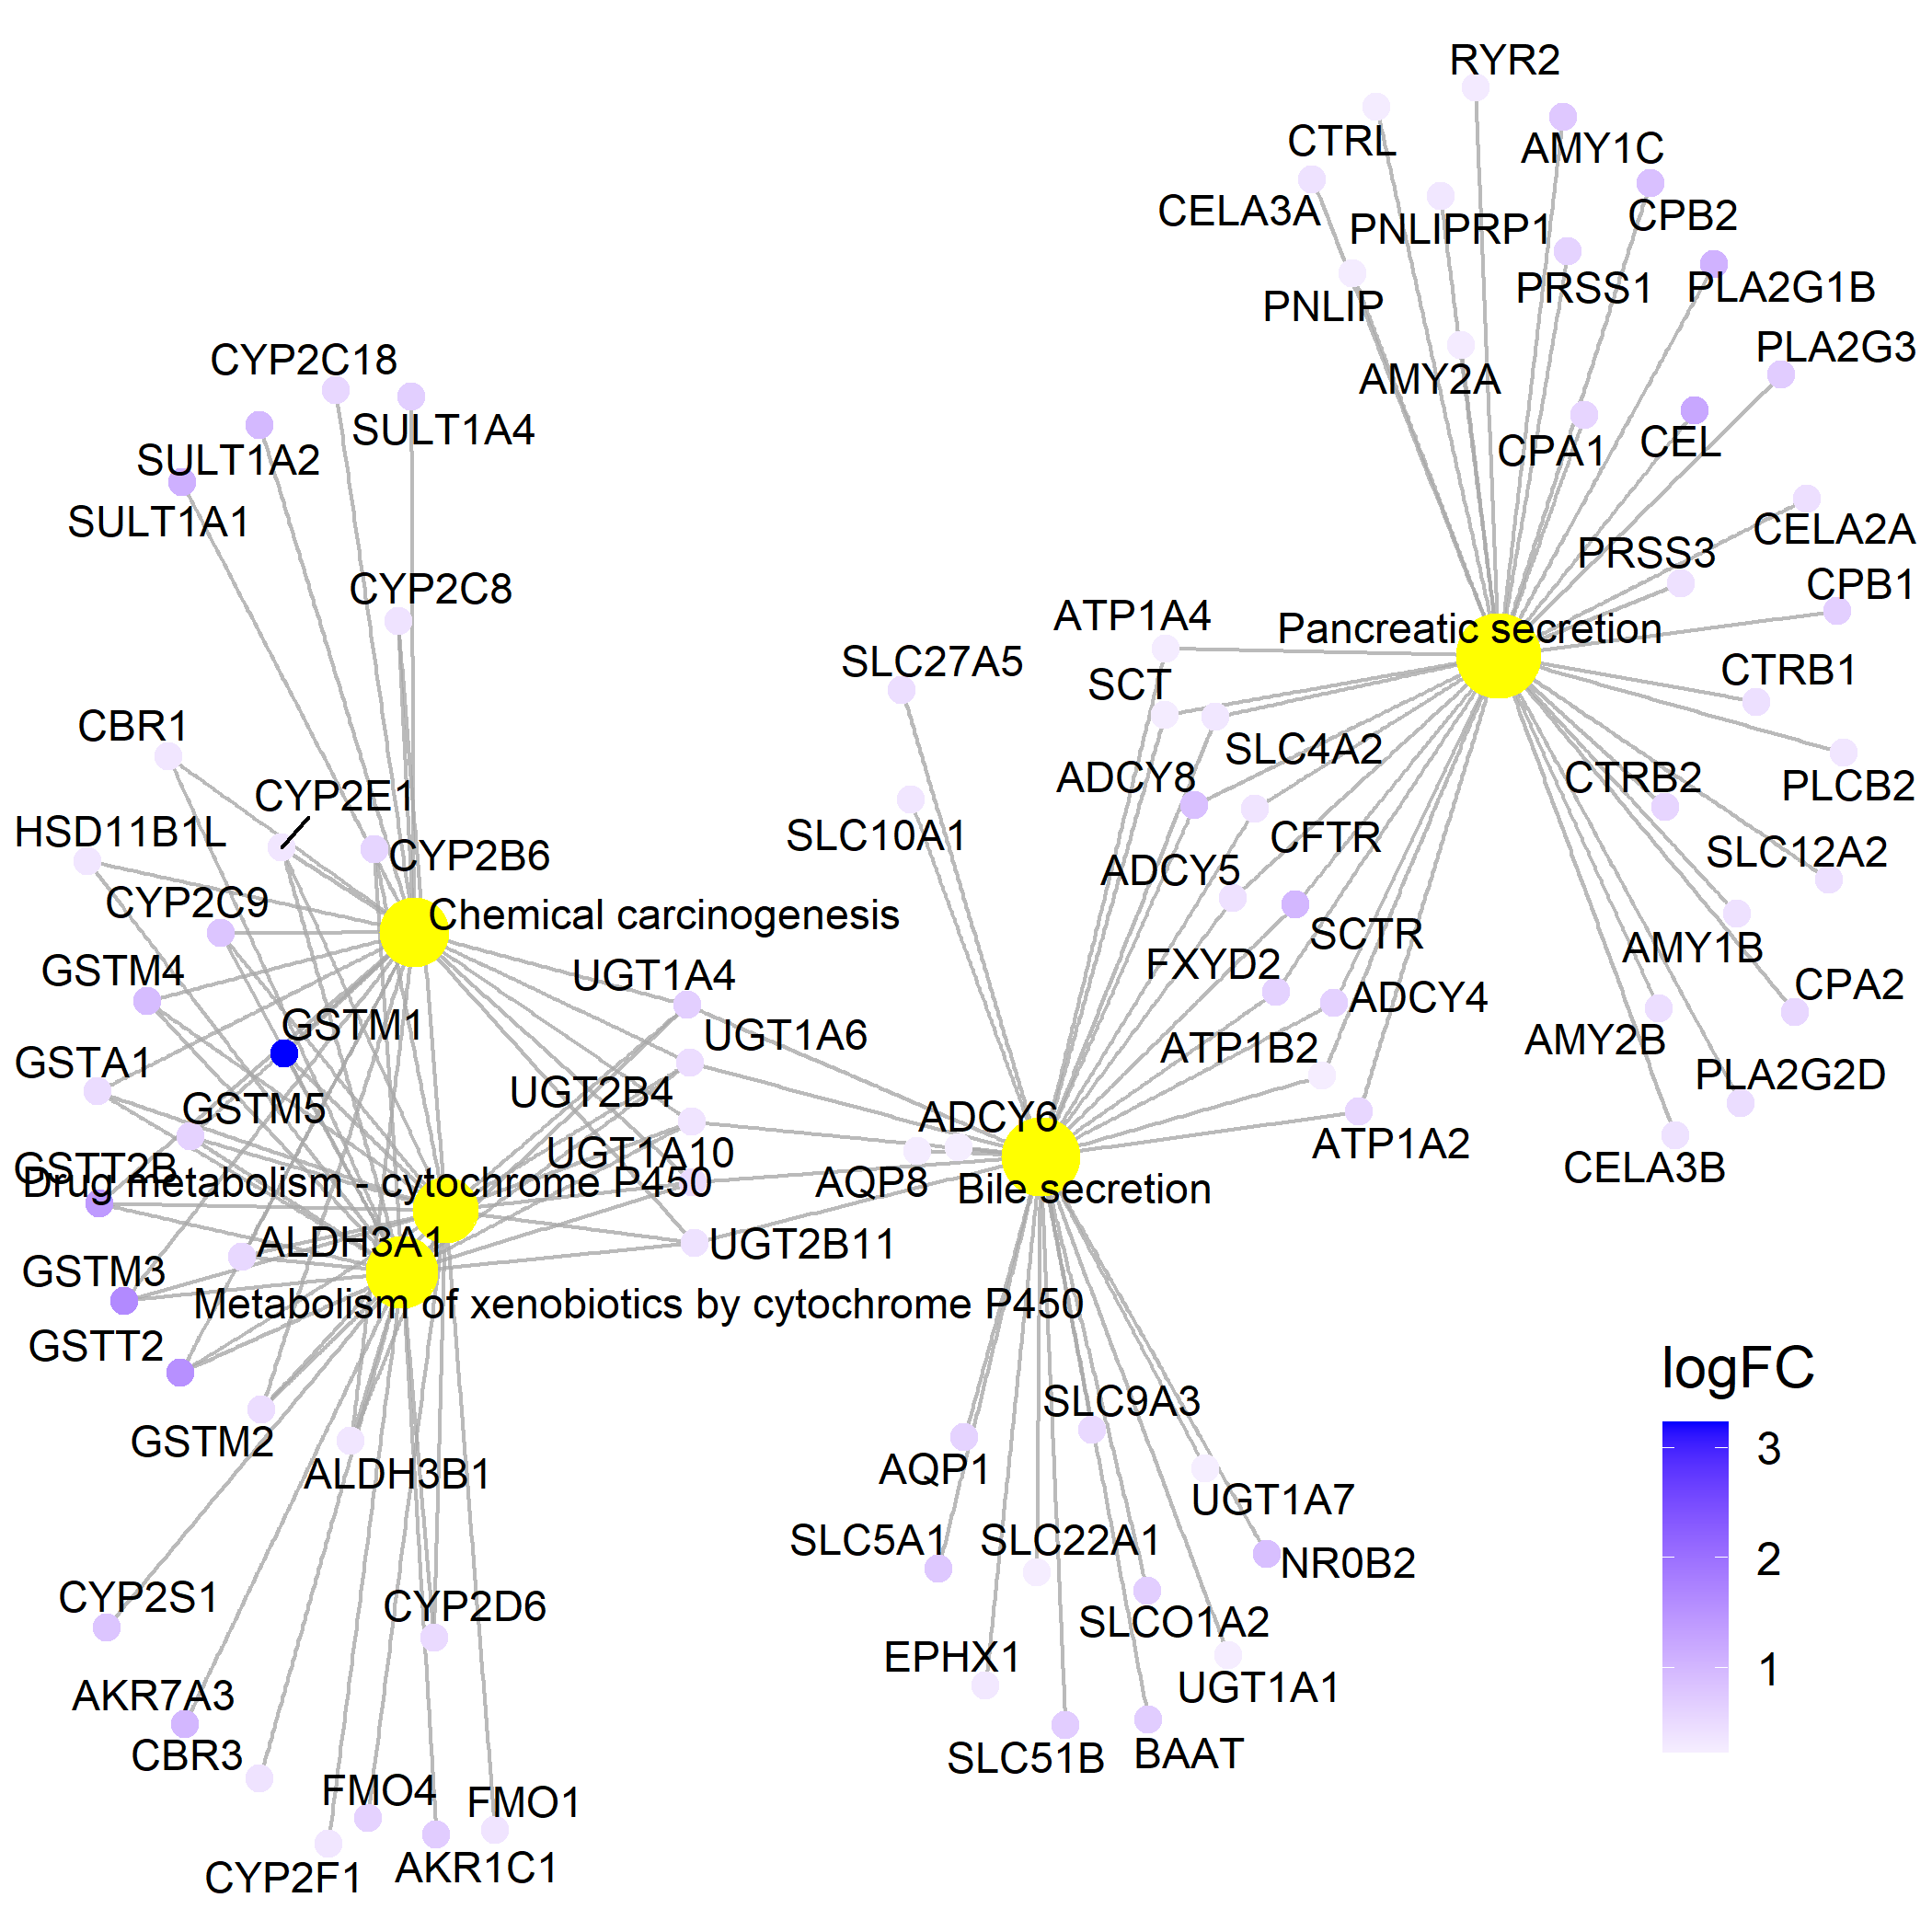 RYR2
CTRL
AMY1C
CELA3A
CPB2
PNLIPRP1
PRSS1
PLA2G1B
PNLIP
PLA2G3
CYP2C18
AMY2A
SULT1A4
CEL
CPA1
SULT1A2
SULT1A1
CELA2A
PRSS3
CPB1
CYP2C8
ATP1A4
Pancreatic secretion
SLC27A5
SCT
CTRB1
CBR1
SLC4A2
ADCY8
CTRB2
PLCB2
CYP2E1
HSD11B1L
SLC10A1
CFTR
SLC12A2
CYP2B6
ADCY5
CYP2C9
Chemical carcinogenesis
SCTR
AMY1B
FXYD2
GSTM4
UGT1A4
ADCY4
CPA2
GSTM1
UGT1A6
AMY2B
ATP1B2
GSTA1
PLA2G2D
UGT2B4
GSTM5
ADCY6
ATP1A2
UGT1A10
CELA3B
GSTT2B
Drug metabolism - cytochrome P450
AQP8
Bile secretion
ALDH3A1
UGT2B11
GSTM3
Metabolism of xenobiotics by cytochrome P450
GSTT2
logFC
SLC9A3
GSTM2
3
AQP1
ALDH3B1
UGT1A7
SLC5A1
SLC22A1
2
NR0B2
CYP2S1
CYP2D6
SLCO1A2
EPHX1
1
UGT1A1
AKR7A3
CBR3
SLC51B
BAAT
FMO4
FMO1
CYP2F1
AKR1C1